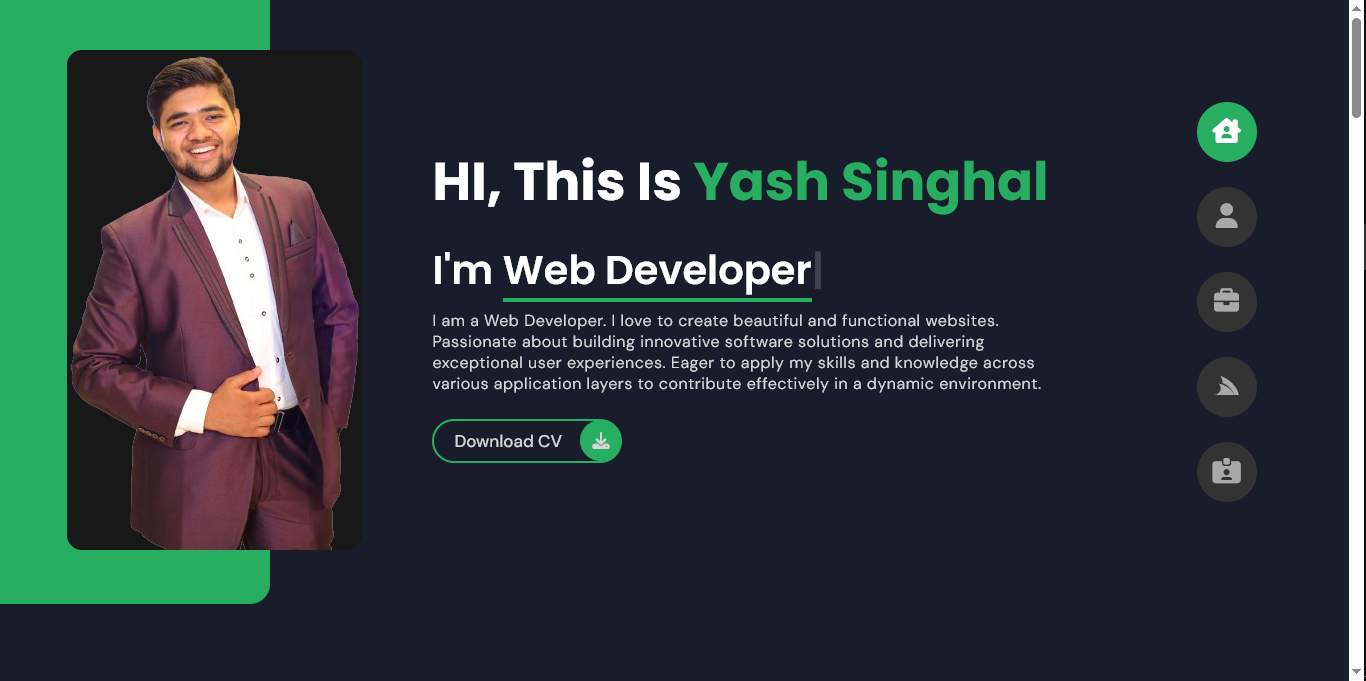 HI, This Is Yash Singhal
I'm Web Developer
I am a Web Developer. I love to create beautiful and functional websites.
Passionate about building innovative software solutions and delivering
exceptional user experiences. Eager to apply my skills and knowledge across
various application layers to contribute effectively in a dynamic environment.
Download CV